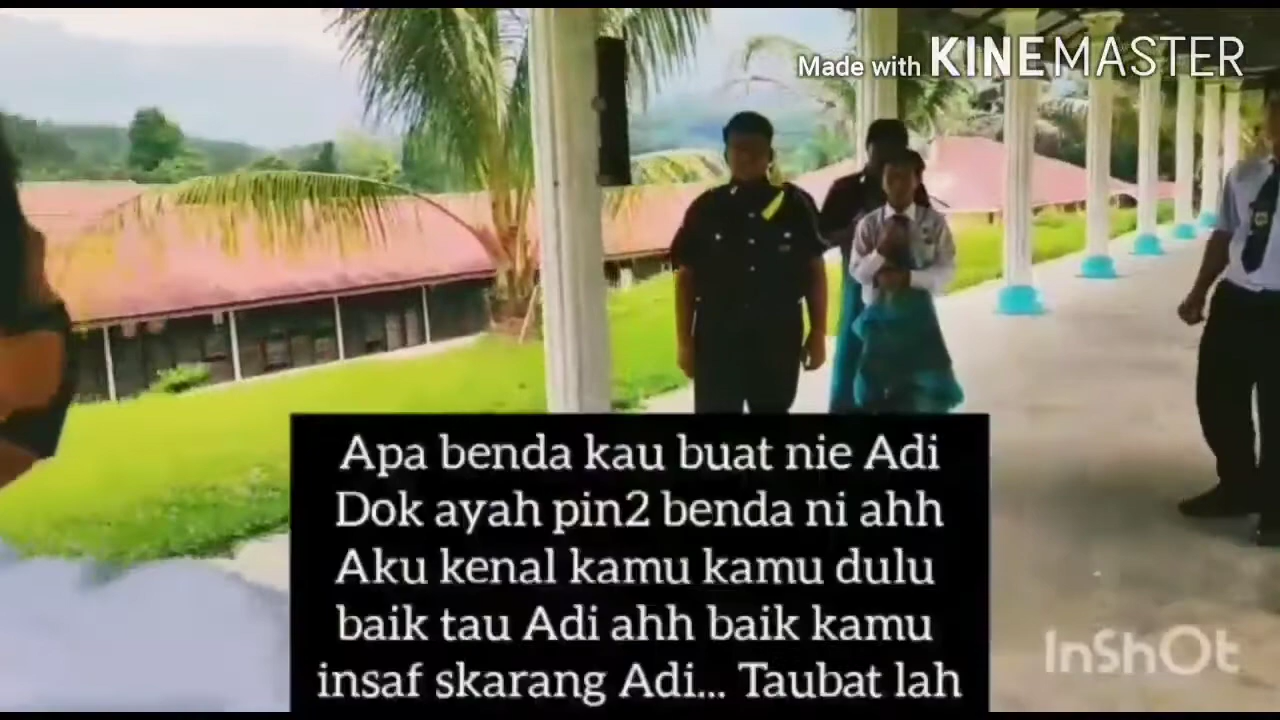 Made with KINEMASTER
Apa benda kau buat nie Adi
Dok ayah pin2 benda ni ahh
Aku kenal kamu kamu dulu
baik tau Adi ahh baik kamu
insaf skarang Adi... Taubat lah
InShOt